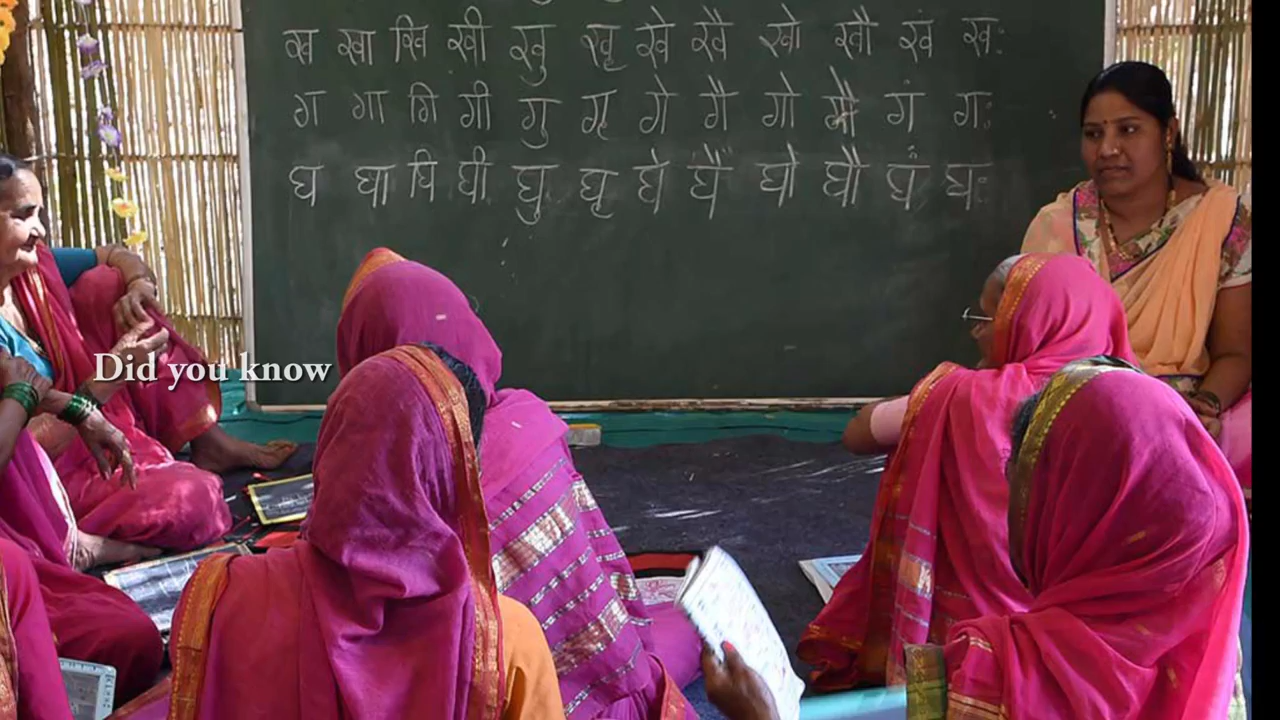 ख खा खि खी खु खृ खे खै खो खौ खं खः
ग गा गि गी गु गृ गे गै गो गौ गं गः
घ घा घि घी घु घृ घे घै घो घौ घं घः
Did you know